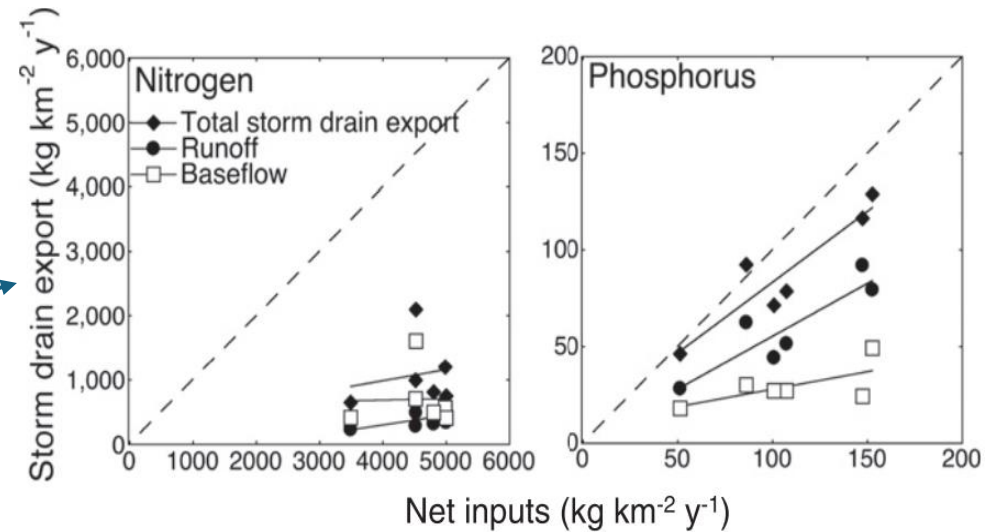 Storm drain export (kg km⁻² y⁻¹)
Nitrogen
Total storm drain export
Runoff
Baseflow
6,000
5,000
4,000
3,000
2,000
1,000
0
0 1000 2000 3000 4000 5000 6000
Phosphorus
200
150
100
50
0
0 50 100 150 200
Net inputs (kg km⁻² y⁻¹)